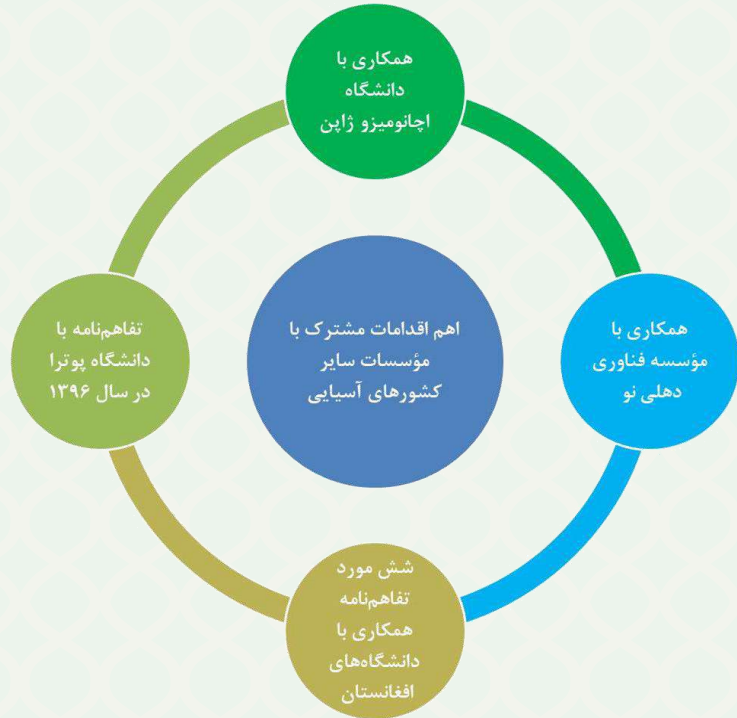 همکاری با
دانشگاه
اچانومیزو ژاپن
اهم اقدامات مشترک با
مؤسسات سایر
کشورهای آسیایی
همکاری با
مؤسسه فناوری
دهلی نو
تفاهم‌نامه با
دانشگاه پوترا
در سال ۱۳۹۶
شش مورد
تفاهم‌نامه
همکاری با
دانشگاه‌های
افغانستان